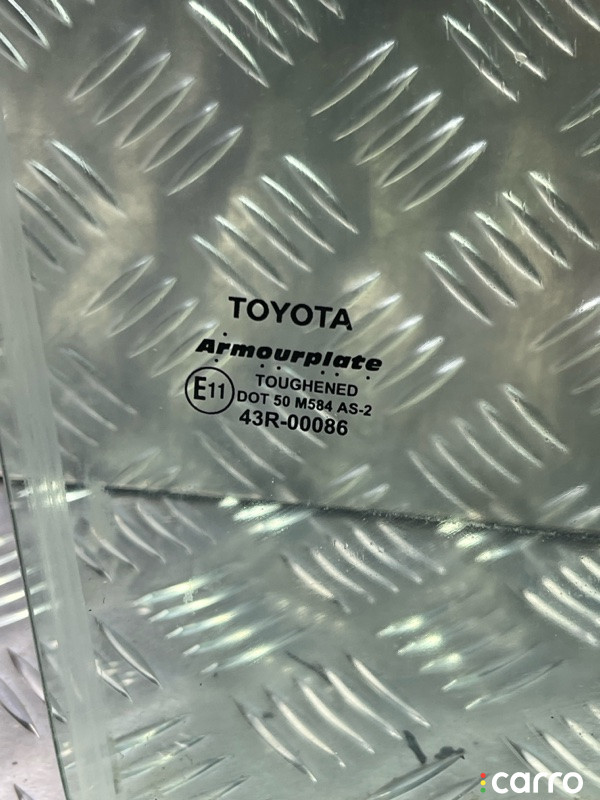 TOYOTA
Armourplate
E11
TOUGHENED
DOT 50 M584 AS-2
43R-00086
carro